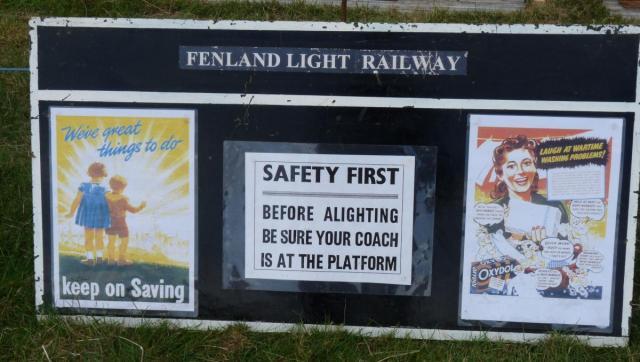 FENLAND LIGHT RAILWAY
We've great
things to do
keep on Saving
SAFETY FIRST
BEFORE ALIGHTING
BE SURE YOUR COACH
IS AT THE PLATFORM
LAUGH AT WARTIME
WASHING PROBLEMS!
OXYDOL